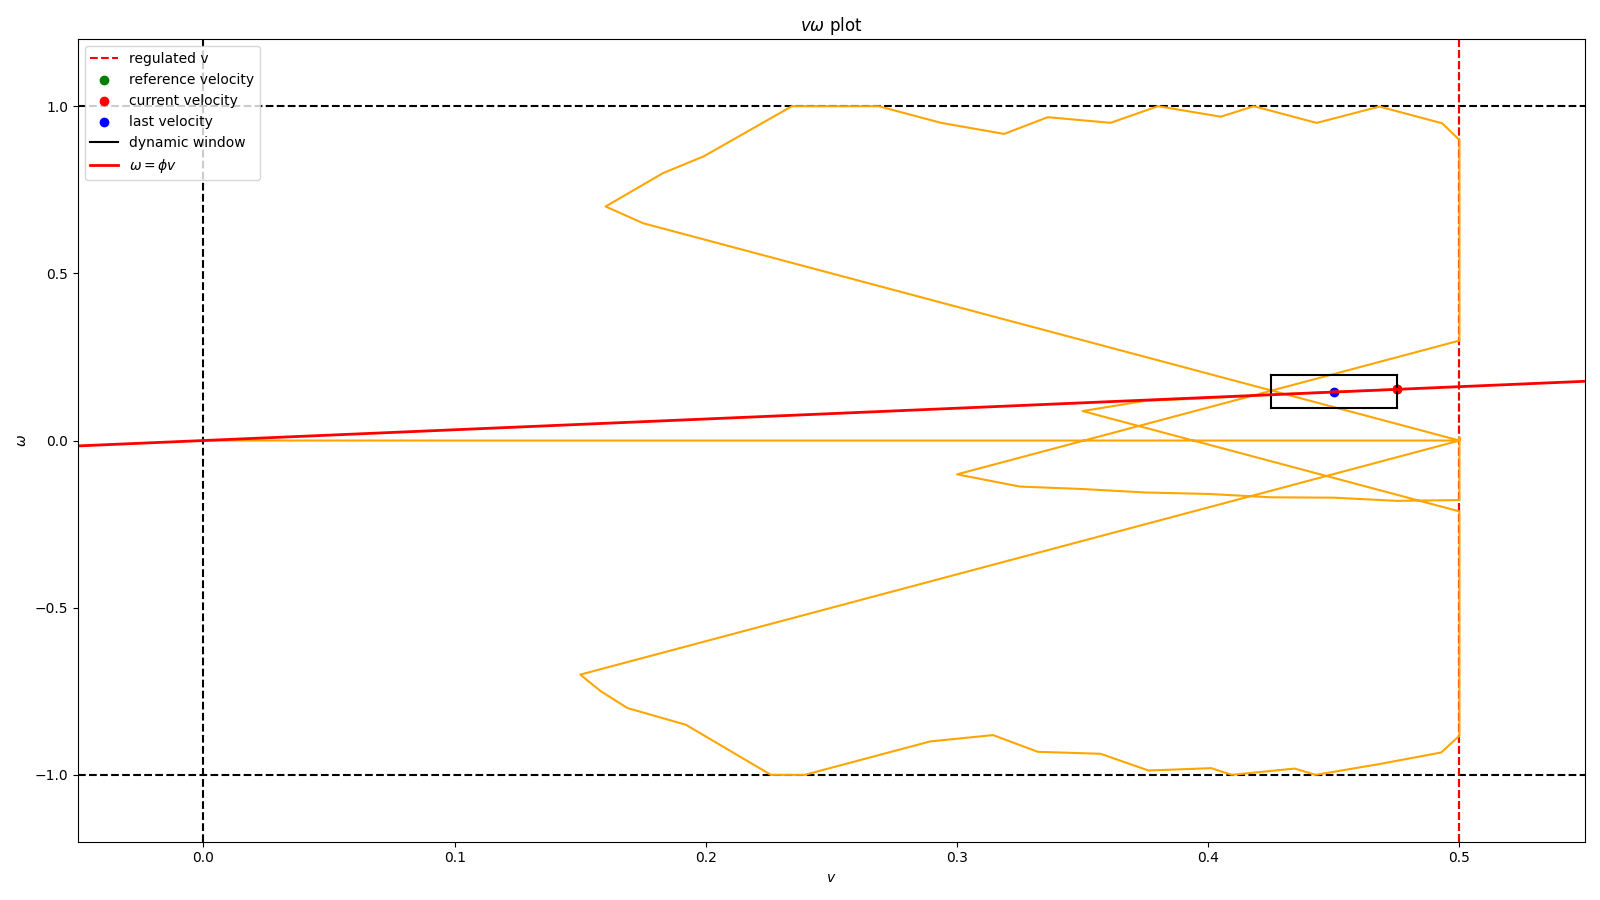 vω plot
regulated v
reference velocity
current velocity
last velocity
dynamic window
ω = ϕv
1.0
0.5
0.0
−0.5
−1.0
ω
0.0 0.1 0.2 0.3 0.4 0.5
v